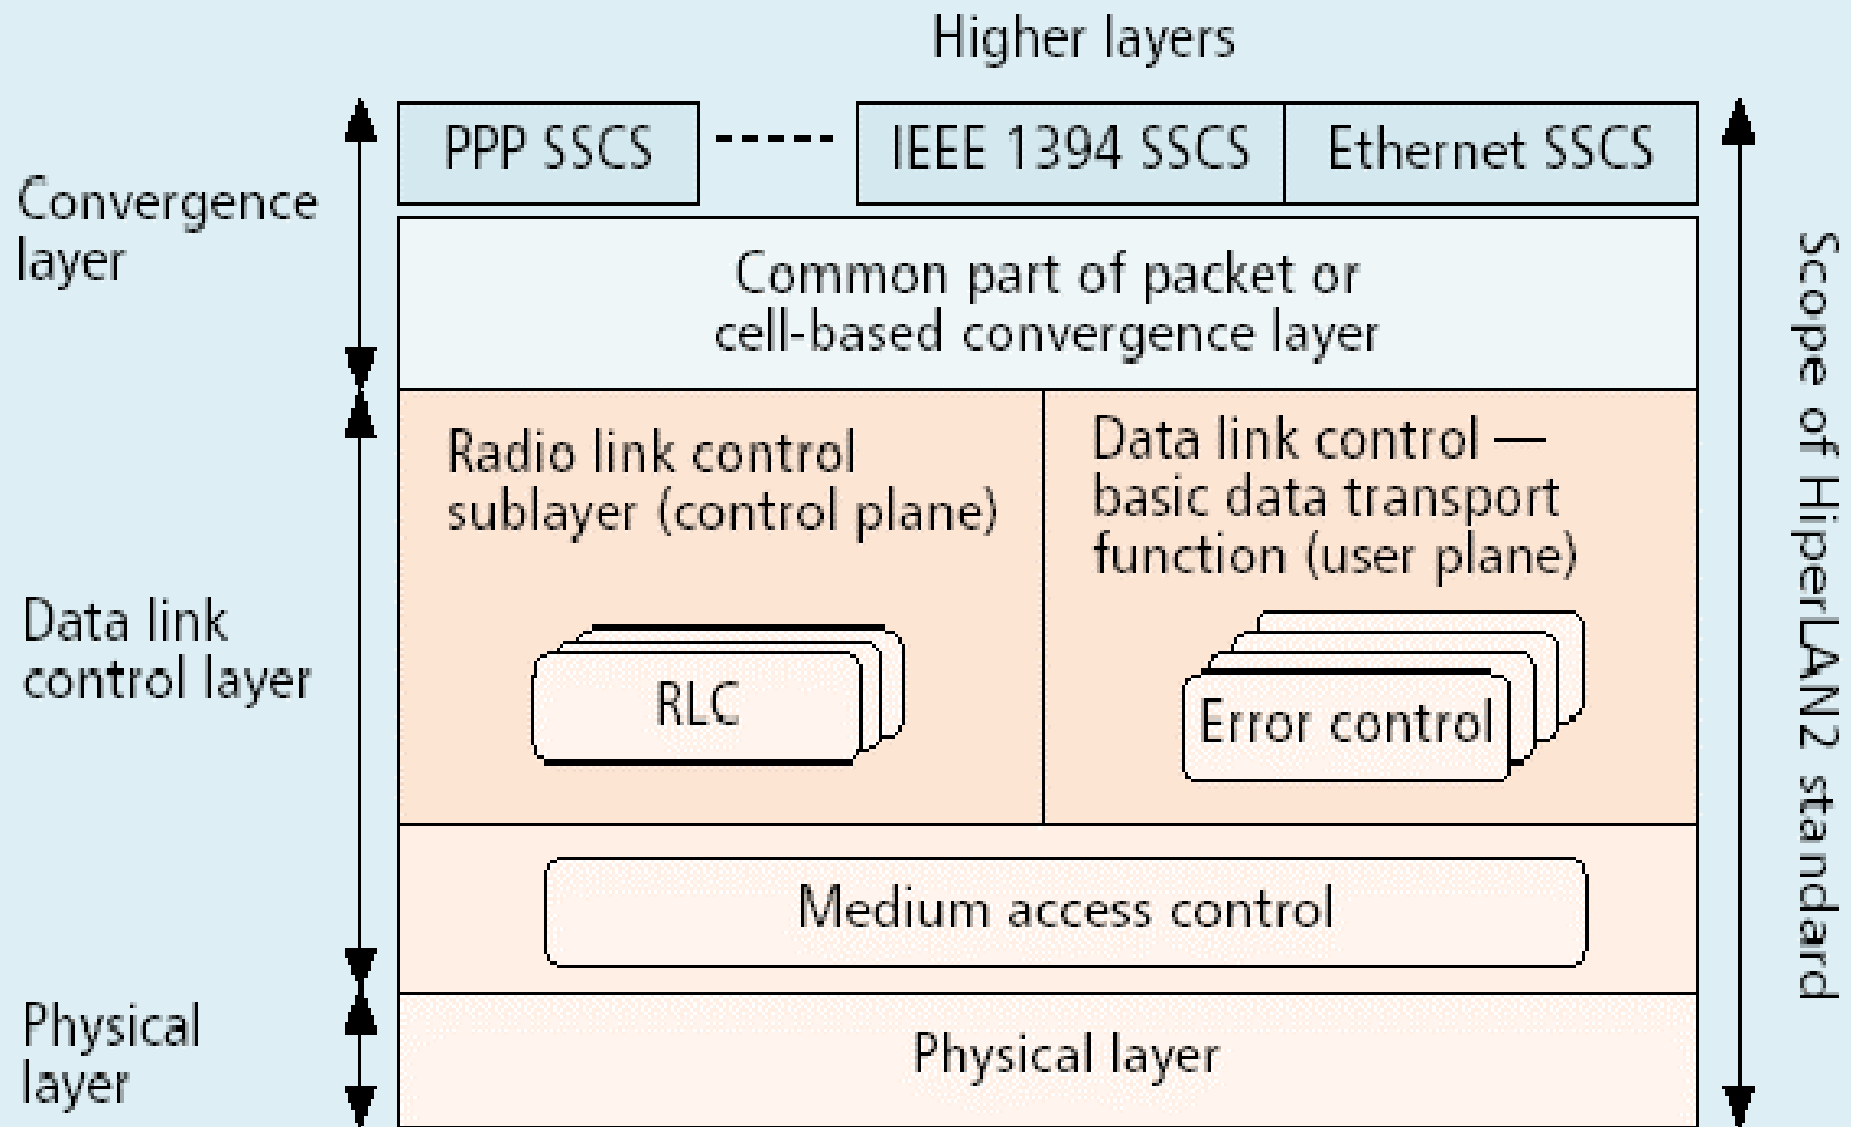 Higher layers
PPP SSCS
IEEE 1394 SSCS
Ethernet SSCS
Convergence
layer
Common part of packet or
cell-based convergence layer
Radio link control
sublayer (control plane)
Data link control —
basic data transport
function (user plane)
Data link
control layer
RLC
Error control
Medium access control
Physical
layer
Physical layer
Scope of HiperLAN2 standard